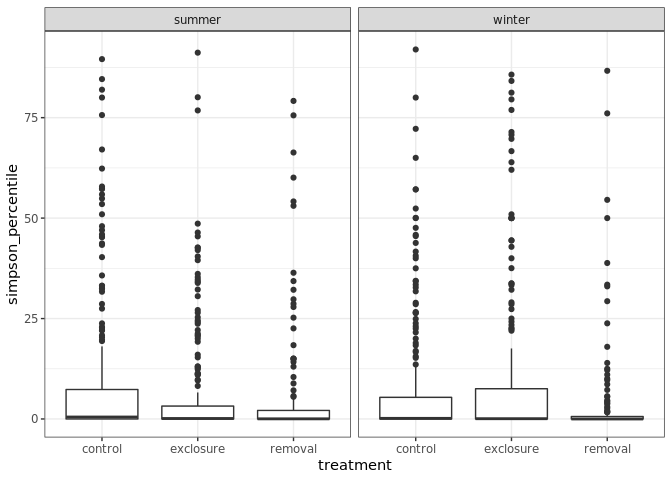 summer
winter
75
50
25
0
simpson_percentile
control
exclosure
removal
control
exclosure
removal
treatment